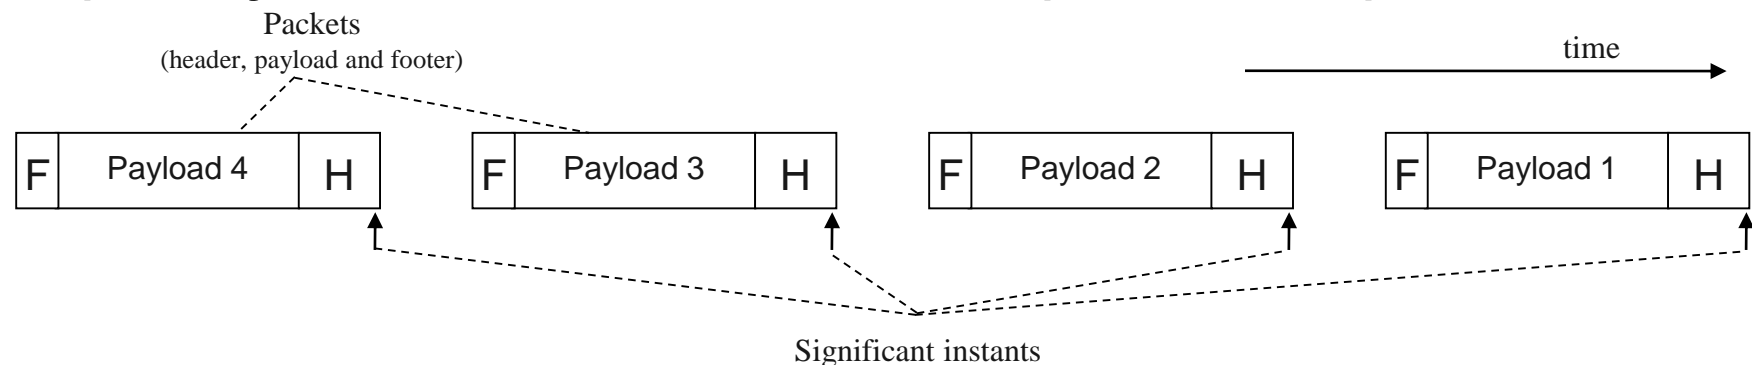 Packets
(header, payload and footer)
time
F Payload 4 H F Payload 3 H F Payload 2 H F Payload 1 H
Significant instants